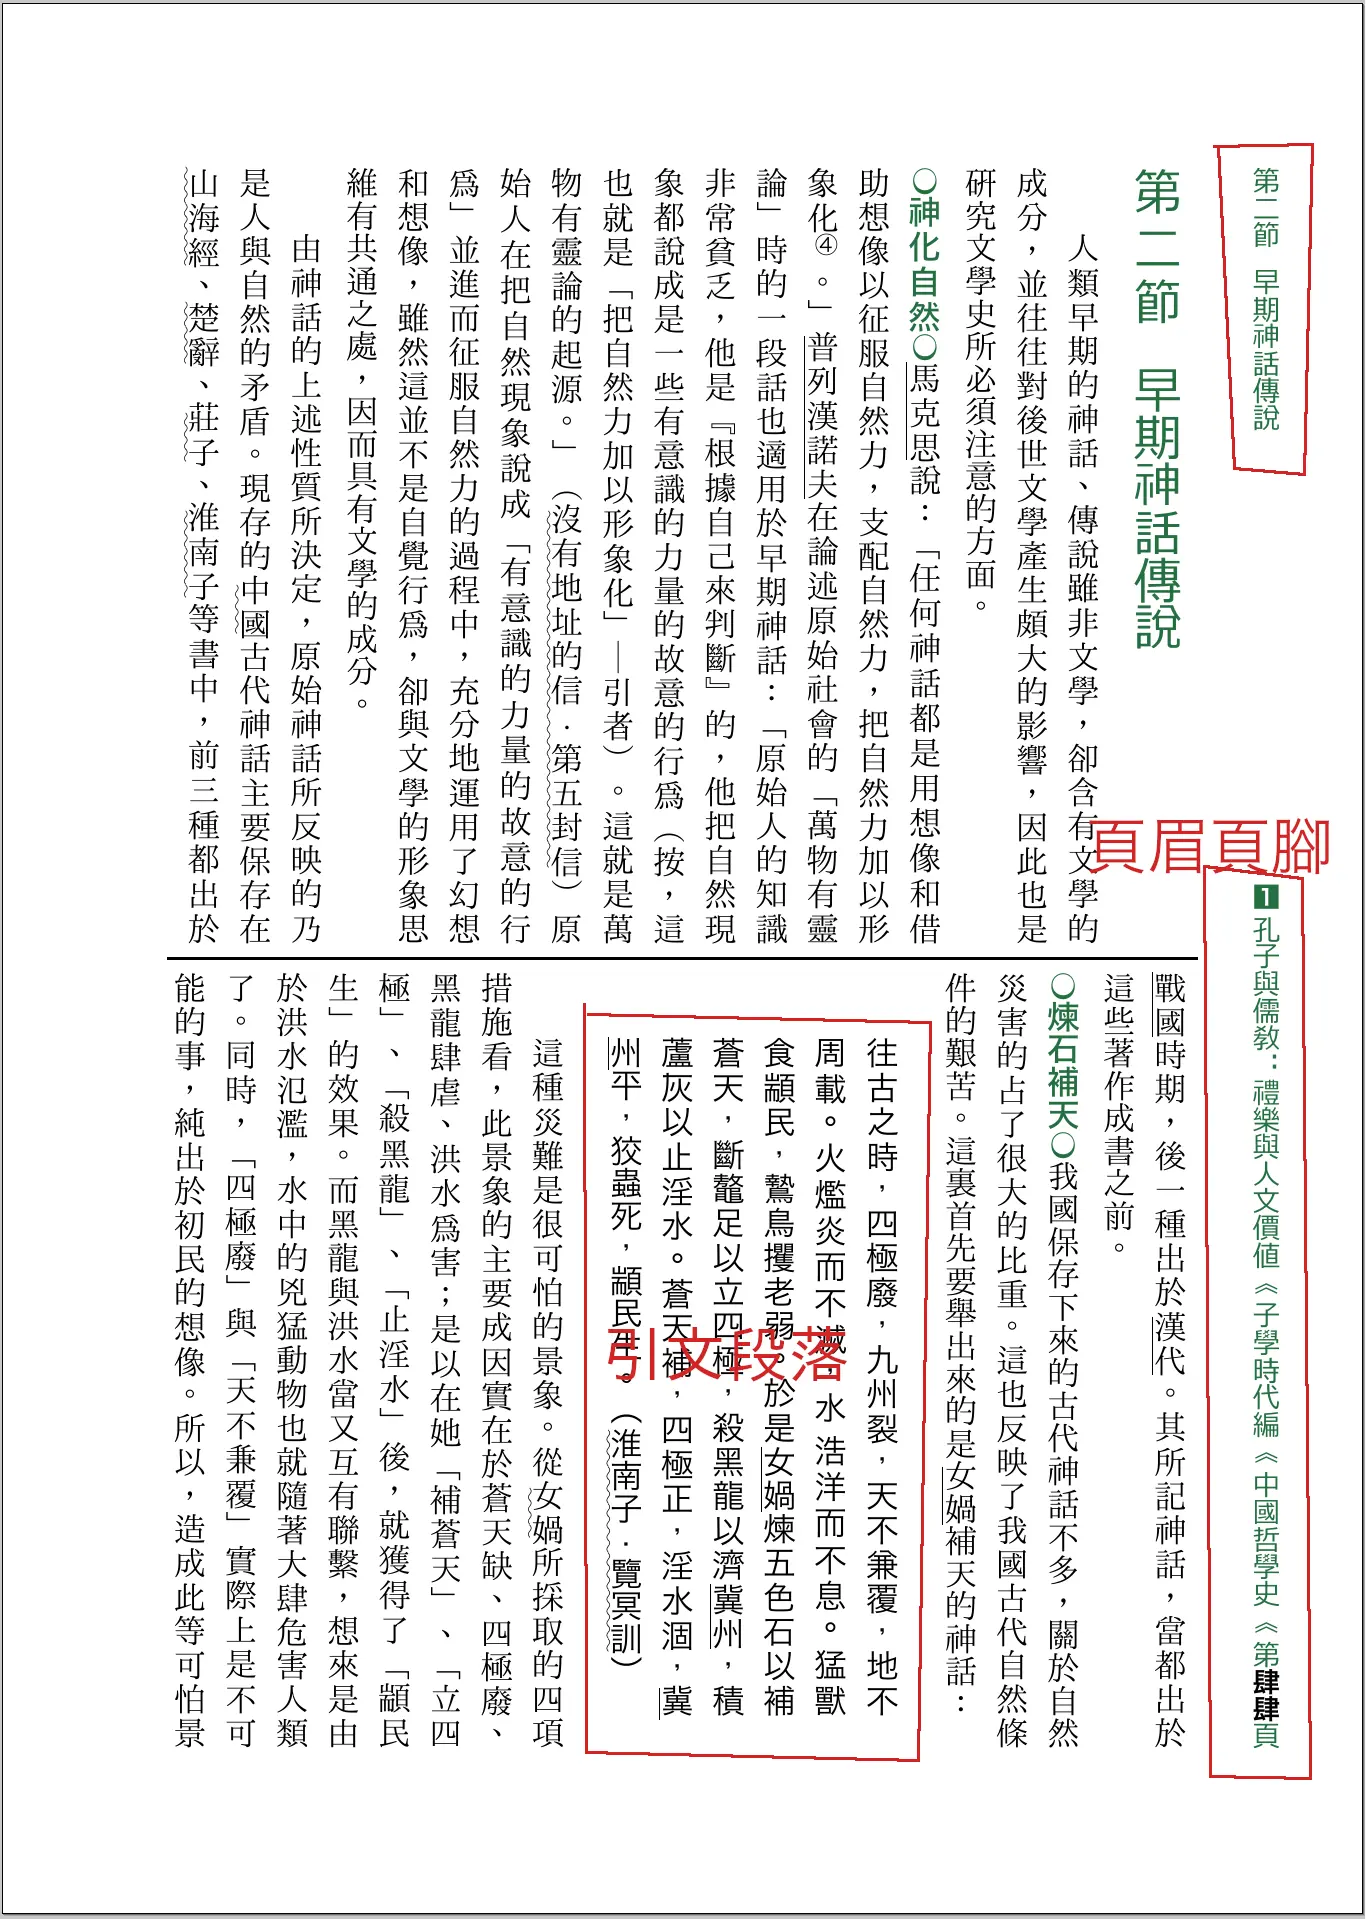 第二節　早期神話傳說
1 孔子與儒教：禮樂與人文價值《子學時代編《中國哲學史《第肆肆頁
頁眉頁腳
第二節　早期神話傳說
人類早期的神話、傳說雖非文學，卻含有文學的
成分，並往往對後世文學產生頗大的影響，因此也是
研究文學史所必須注意的方面。
○神化自然○馬克思說：「任何神話都是用想像和借
助想像以征服自然力，支配自然力，把自然力加以形
象化④。」普列漢諾夫在論述原始社會的「萬物有靈
論」時的一段話也適用於早期神話：「原始人的知識
非常貧乏，他是『根據自己來判斷』的，他把自然現
象都說成是一些有意識的力量的故意的行爲（按，這
也就是「把自然力加以形象化」—引者）。這就是萬
物有靈論的起源。」（沒有地址的信．第五封信）原
始人在把自然現象說成「有意識的力量的故意的行
爲」並進而征服自然力的過程中，充分地運用了幻想
和想像，雖然這並不是自覺行爲，卻與文學的形象思
維有共通之處，因而具有文學的成分。
由神話的上述性質所決定，原始神話所反映的乃
是人與自然的矛盾。現存的中國古代神話主要保存在
山海經、楚辭、莊子、淮南子等書中，前三種都出於
戰國時期，後一種出於漢代。其所記神話，當都出於
這些著作成書之前。
○煉石補天○我國保存下來的古代神話不多，關於自然
災害的占了很大的比重。這也反映了我國古代自然條
件的艱苦。這裏首先要舉出來的是女媧補天的神話：
往古之時，四極廢，九州裂，天不兼覆，地不
周載。火爁炎而不滅，水浩洋而不息。猛獸
食顓民，鷙鳥攫老弱。於是女媧煉五色石以補
蒼天，斷鼇足以立四極，殺黑龍以濟冀州，積
蘆灰以止淫水。蒼天補，四極正，淫水涸，冀
州平，狡蟲死，顓民生。（淮南子．覽冥訓）
引文段落
這種災難是很可怕的景象。從女媧所採取的四項
措施看，此景象的主要成因實在於蒼天缺、四極廢、
黑龍肆虐、洪水爲害；是以在她「補蒼天」、「立四
極」、「殺黑龍」、「止淫水」後，就獲得了「顓民
生」的效果。而黑龍與洪水當又互有聯繫，想來是由
於洪水氾濫，水中的兇猛動物也就隨著大肆危害人類
了。同時，「四極廢」與「天不兼覆」實際上是不可
能的事，純出於初民的想像。所以，造成此等可怕景